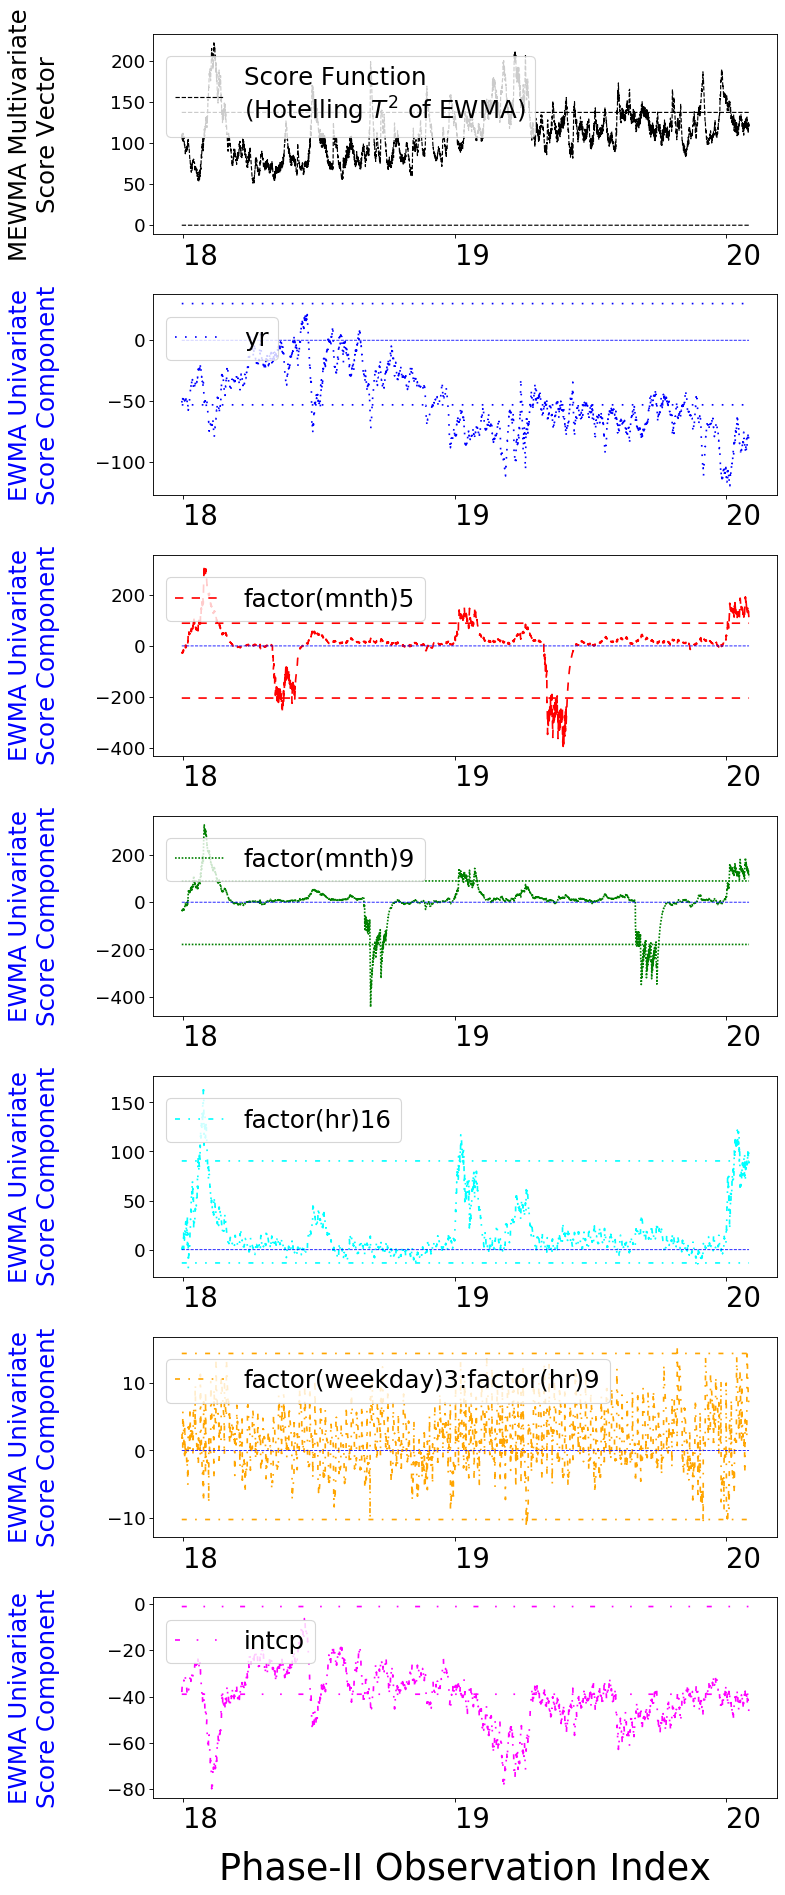 MEWMA Multivariate
Score Vector
200
150
100
50
0
Score Function
(Hotelling T² of EWMA)
18
19
20
EWMA Univariate
Score Component
0
−50
−100
yr
18
19
20
EWMA Univariate
Score Component
200
0
−200
−400
factor(mnth)5
18
19
20
EWMA Univariate
Score Component
200
0
−200
−400
factor(mnth)9
18
19
20
EWMA Univariate
Score Component
150
100
50
0
factor(hr)16
18
19
20
EWMA Univariate
Score Component
10
0
−10
factor(weekday)3:factor(hr)9
18
19
20
EWMA Univariate
Score Component
0
−20
−40
−60
−80
intcp
18
19
20
Phase-II Observation Index